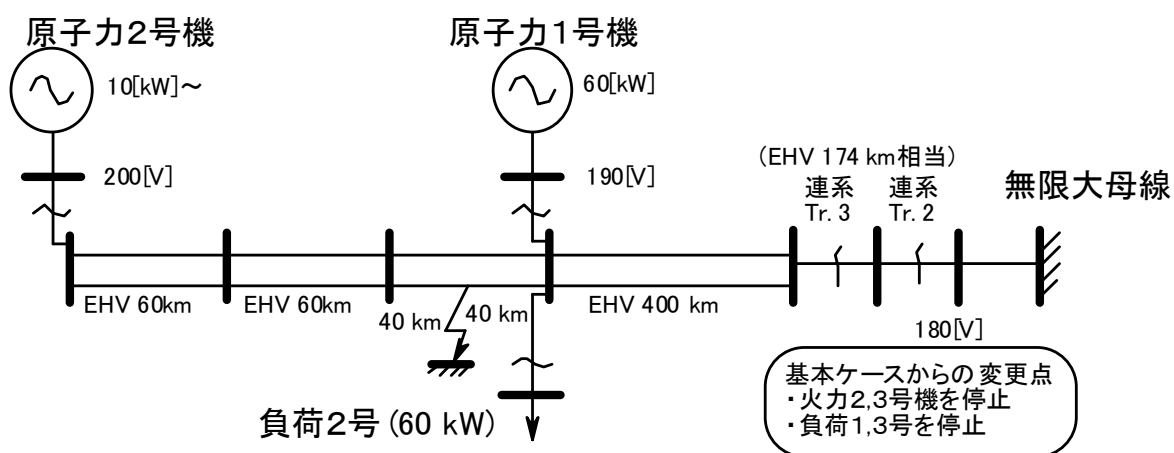 原子力2号機
原子力1号機
10[kW]～
60[kW]
200[V]
190[V]
(EHV 174 km相当)
連系
Tr. 3
連系
Tr. 2
無限大母線
EHV 60km
EHV 60km
40 km
40 km
EHV 400 km
180[V]
負荷2号 (60 kW)
基本ケースからの変更点
・火力2,3号機を停止
・負荷1,3号を停止